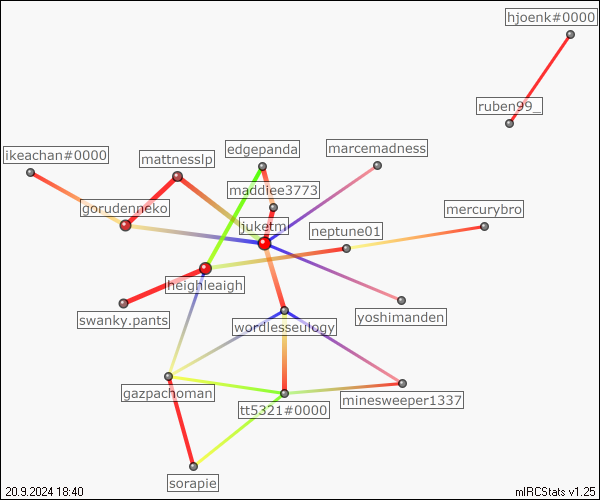 hjoenk#0000
ruben99_
edgepanda
marcemadness
ikeachan#0000
mattnesslp
maddiee3773
gorudenneko
mercurybro
juketm
neptune01
heighleaigh
swanky.pants
yoshimanden
wordlesseulogy
gazpachoman
minesweeper1337
tt5321#0000
sorapie
20.9.2024 18:40
mIRCStats v1.25